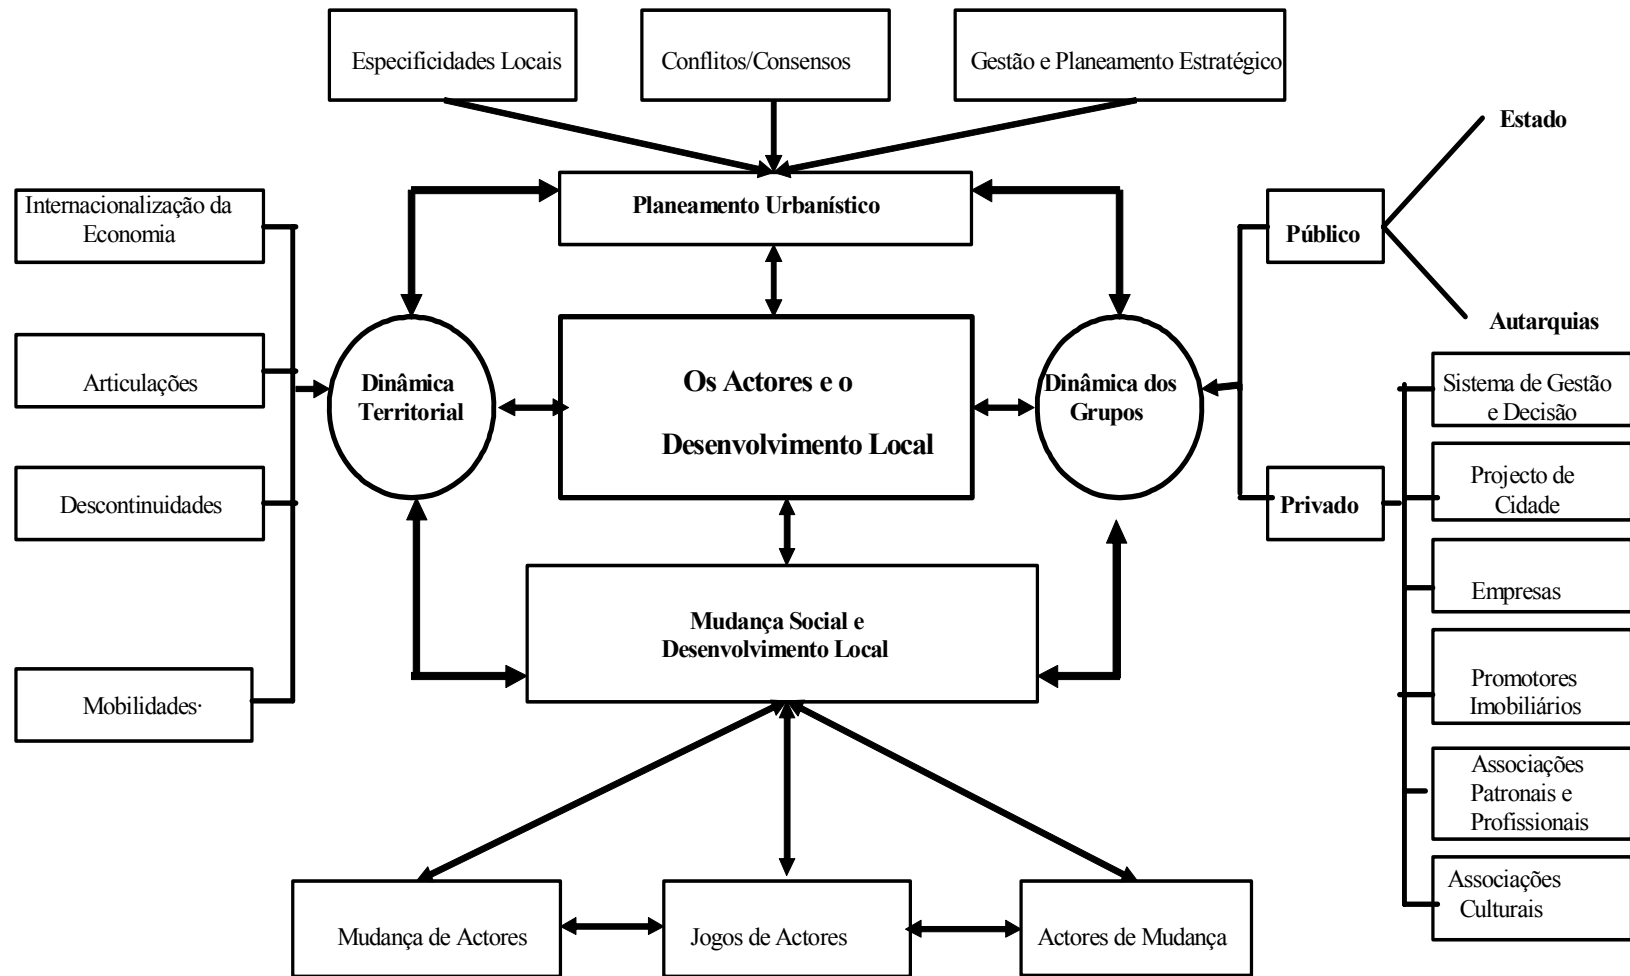 Especificidades Locais
Conflitos/Consensos
Gestão e Planeamento Estratégico
Estado
Internacionalização da
Economia
Planeamento Urbanístico
Público
Autarquias
Articulações
Dinâmica
Territorial
Os Actores e o
Desenvolvimento Local
Dinâmica dos
Grupos
Sistema de Gestão
e Decisão
Descontinuidades
Privado
Projecto de
Cidade
Empresas
Mudança Social e
Desenvolvimento Local
Mobilidades·
Promotores
Imobiliários
Associações
Patronais e
Profissionais
Associações
Culturais
Mudança de Actores
Jogos de Actores
Actores de Mudança